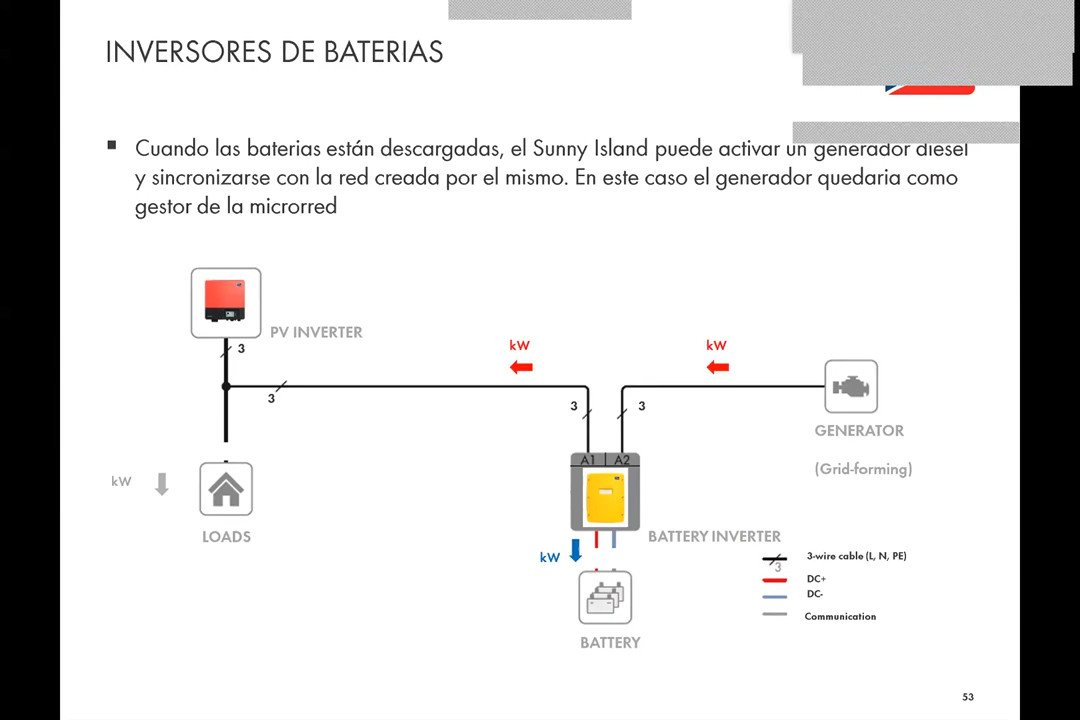 INVERSORES DE BATERIAS
Cuando las baterias están descargadas, el Sunny Island puede activar un generador diesel
y sincronizarse con la red creada por el mismo. En este caso el generador quedaria como
gestor de la microrred
PV INVERTER
3
kW
kW
3
3
3
GENERATOR
A1
A2
(Grid-forming)
kW
LOADS
BATTERY INVERTER
kW
3-wire cable (L, N, PE)
3
DC+
DC-
Communication
BATTERY
53